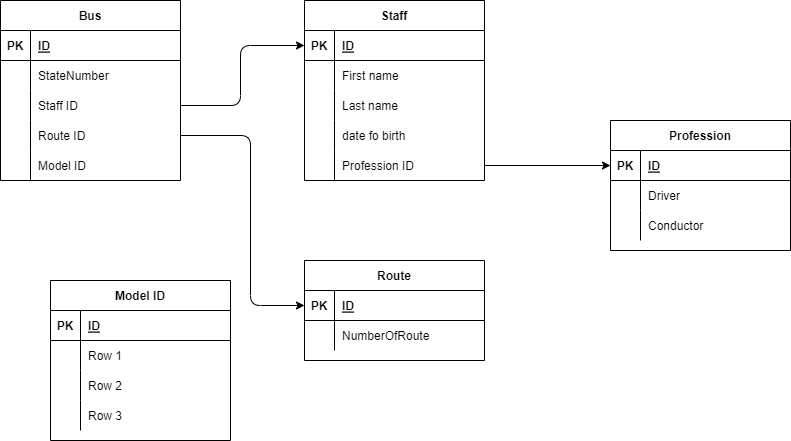 Bus
PK ID
StateNumber
Staff ID
Route ID
Model ID
Staff
PK ID
First name
Last name
date fo birth
Profession ID
Profession
PK ID
Driver
Conductor
Model ID
PK ID
Row 1
Row 2
Row 3
Route
PK ID
NumberOfRoute